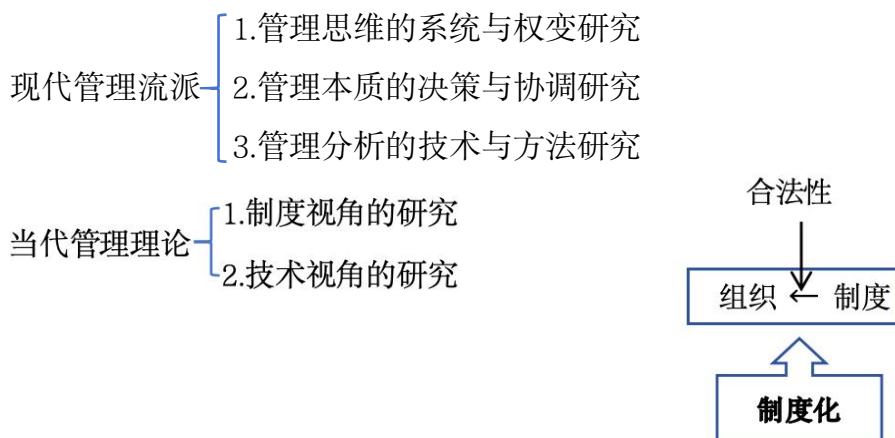 1.管理思维的系统与权变研究
现代管理流派
2.管理本质的决策与协调研究
3.管理分析的技术与方法研究
合法性
1.制度视角的研究
当代管理理论
2.技术视角的研究
组织 ← 制度
制度化